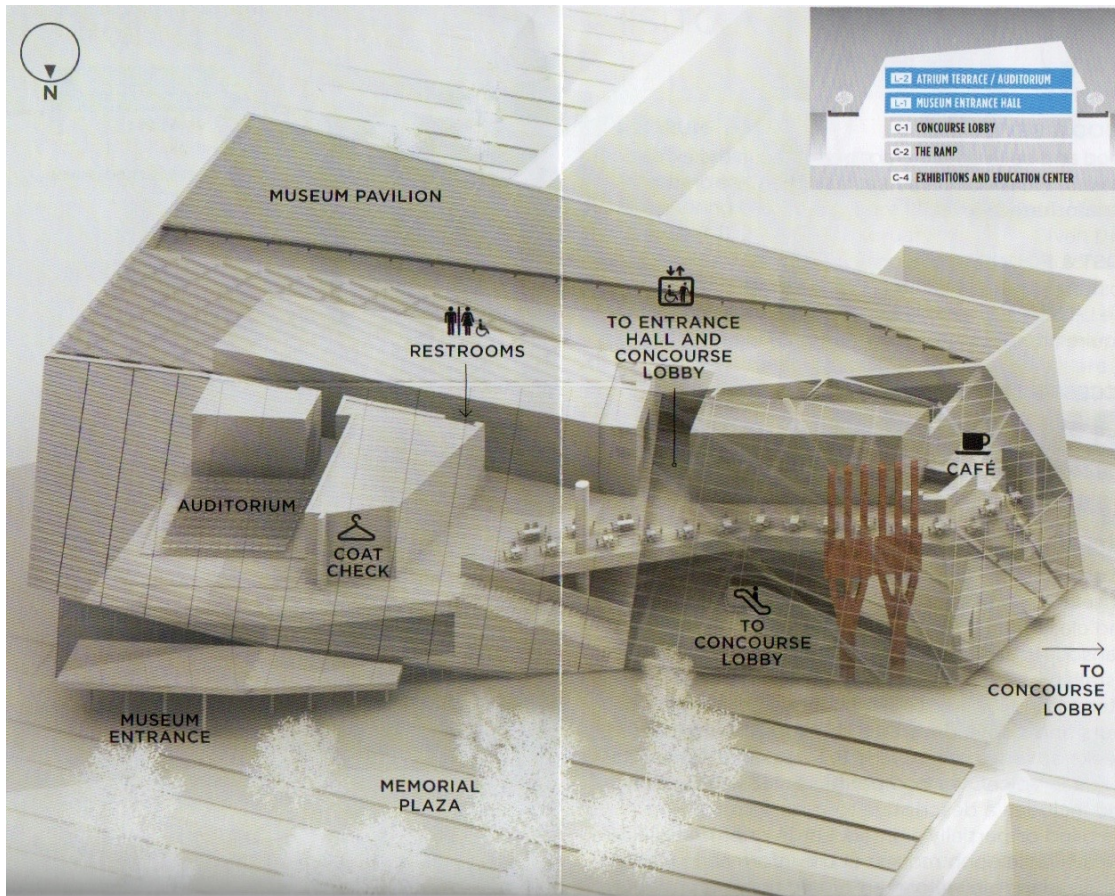 N
L-2 ATRIUM TERRACE / AUDITORIUM
L-1 MUSEUM ENTRANCE HALL
C-1 CONCOURSE LOBBY
C-2 THE RAMP
C-4 EXHIBITIONS AND EDUCATION CENTER
MUSEUM PAVILION
RESTROOMS
TO ENTRANCE
HALL AND
CONCOURSE
LOBBY
CAFÉ
AUDITORIUM
COAT
CHECK
TO
CONCOURSE
LOBBY
TO
CONCOURSE
LOBBY
MUSEUM
ENTRANCE
MEMORIAL
PLAZA